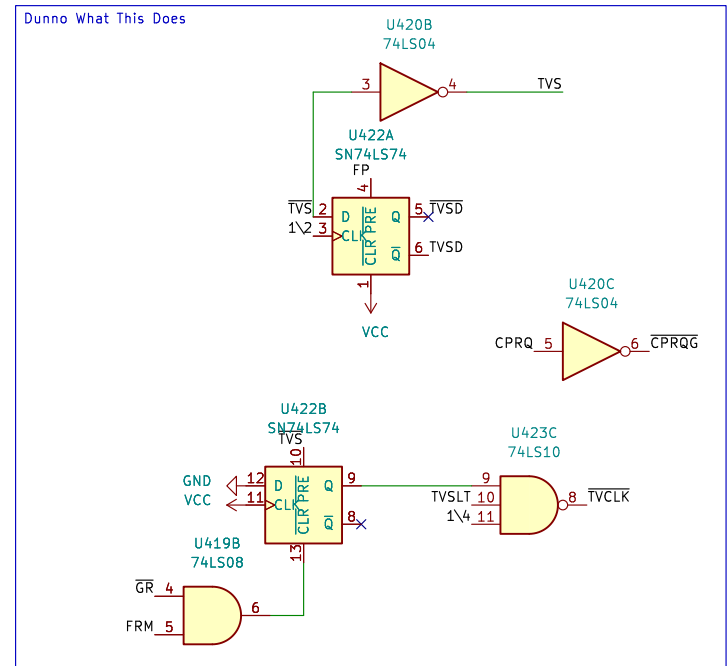 Dunno What This Does
U420B
74LS04
3
4
TVS
U422A
SN74LS74
FP
4
TVS
2
D
PRE
Q
5
TVSD
1\2
3
CLK
CLR
Q
6
TVSD
1
VCC
U420C
74LS04
CPRQ
5
6
CPRQG
U422B
SN74LS74
TVS
10
GND
12
D
PRE
Q
9
VCC
11
CLK
CLR
Q
8
13
U423C
74LS10
9
TVSLT
10
1\4
11
8
TVCLK
U419B
74LS08
GR
4
FRM
5
6